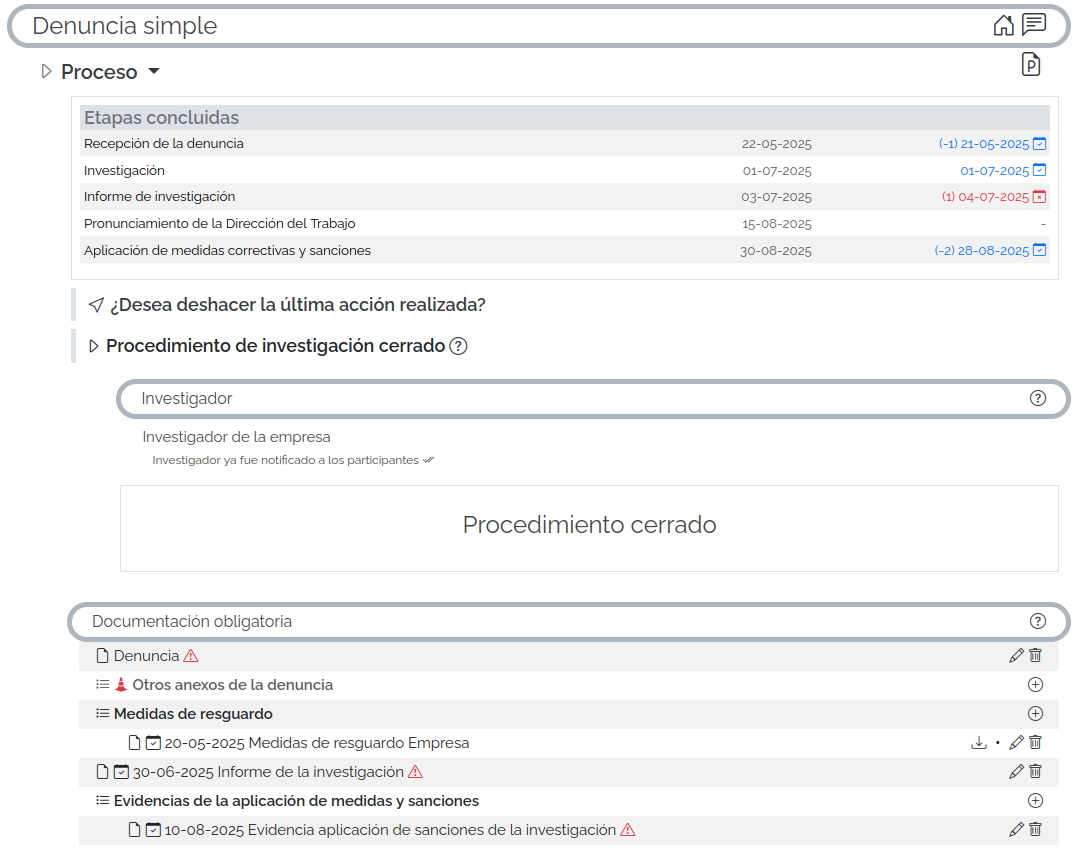 Denuncia simple
Proceso
Etapas concluidas
Recepción de la denuncia 22-05-2025 (-1) 21-05-2025
Investigación 01-07-2025 01-07-2025
Informe de investigación 03-07-2025 (1) 04-07-2025
Pronunciamiento de la Dirección del Trabajo 15-08-2025 -
Aplicación de medidas correctivas y sanciones 30-08-2025 (-2) 28-08-2025
¿Desea deshacer la última acción realizada?
Procedimiento de investigación cerrado ?
Investigador ?
Investigador de la empresa
Investigador ya fue notificado a los participantes
Procedimiento cerrado
Documentación obligatoria ?
Denuncia
Otros anexos de la denuncia
Medidas de resguardo
20-05-2025 Medidas de resguardo Empresa
30-06-2025 Informe de la investigación
Evidencias de la aplicación de medidas y sanciones
10-08-2025 Evidencia aplicación de sanciones de la investigación